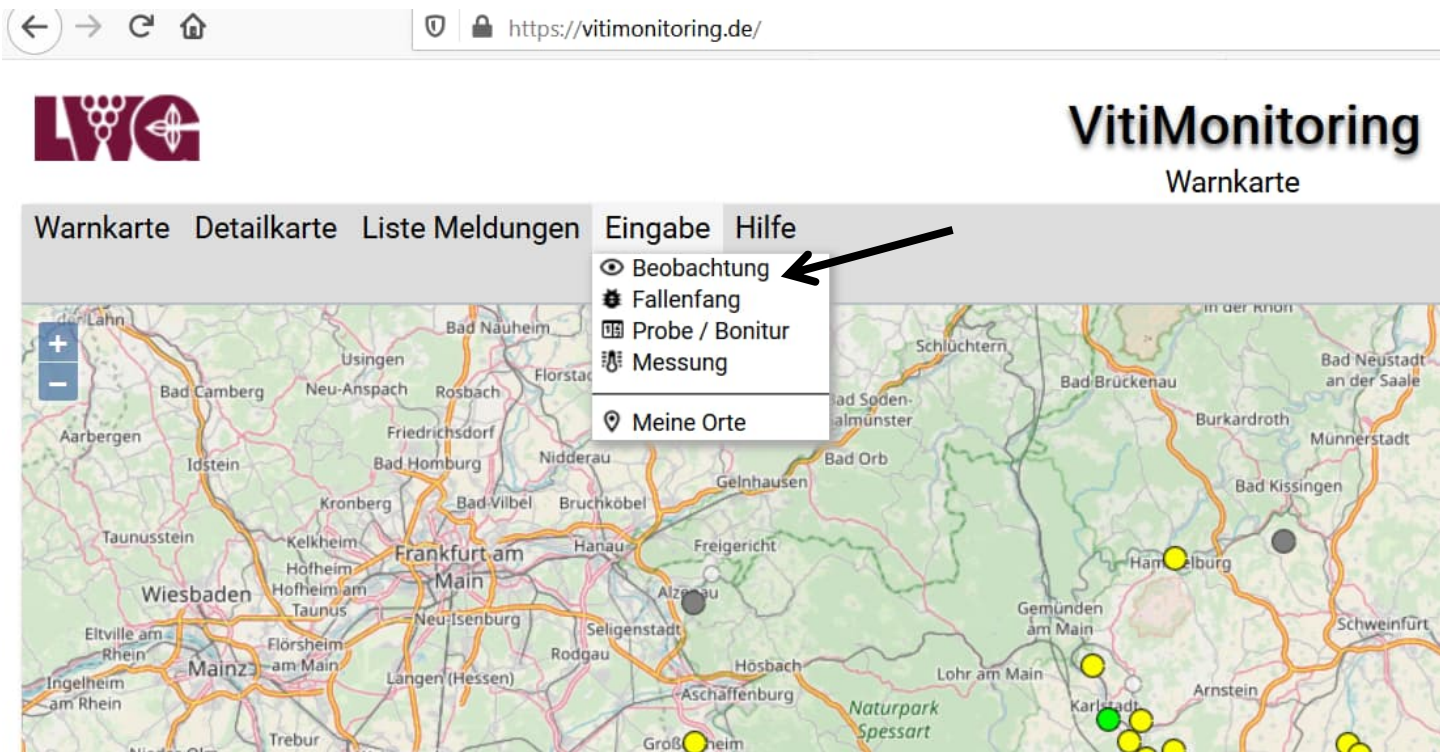 https://vitimonitoring.de/
LWG
VitiMonitoring
Warnkarte
Warnkarte Detailkarte Liste Meldungen Eingabe Hilfe
Beobachtung
Fallenfang
Probe / Bonitur
Messung
Meine Orte
+
−
Bad Nauheim
in der Rhön
Usingen
Schlüchtern
Bad Neustadt
an der Saale
Bad Camberg
Neu-Anspach
Rosbach
Bad Brückenau
Burkardroth
Aarbergen
Friedrichsdorf
Münnerstadt
Idstein
Bad Homburg
Nidderau
Bad Orb
Gelnhausen
Bad Kissingen
Kronberg
Bad Vilbel
Bruchköbel
Taunusstein
Kelkheim
Frankfurt am
Main
Hanau
Freigericht
Hofheim
Hofheim am
Taunus
Wiesbaden
Neu-Isenburg
Gemünden
am Main
Schweinfurt
Eltville am
Rhein
Flörsheim
am Main
Seligenstadt
Mainz
Rodgau
Hösbach
Lohr am Main
Langen (Hessen)
Ingelheim
am Rhein
Aschaffenburg
Arnstein
Naturpark
Spessart
Karlstadt
Trebur